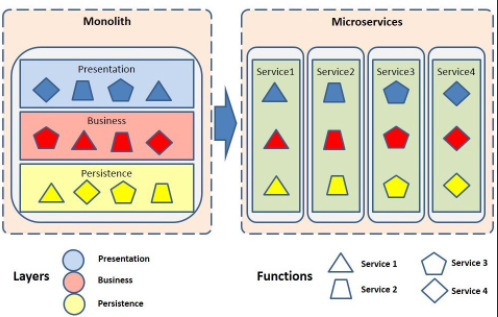 Monolith
Presentation
Business
Persistence
Microservices
Service1 Service2 Service3 Service4
Layers
Presentation
Business
Persistence
Functions
Service 1
Service 2
Service 3
Service 4